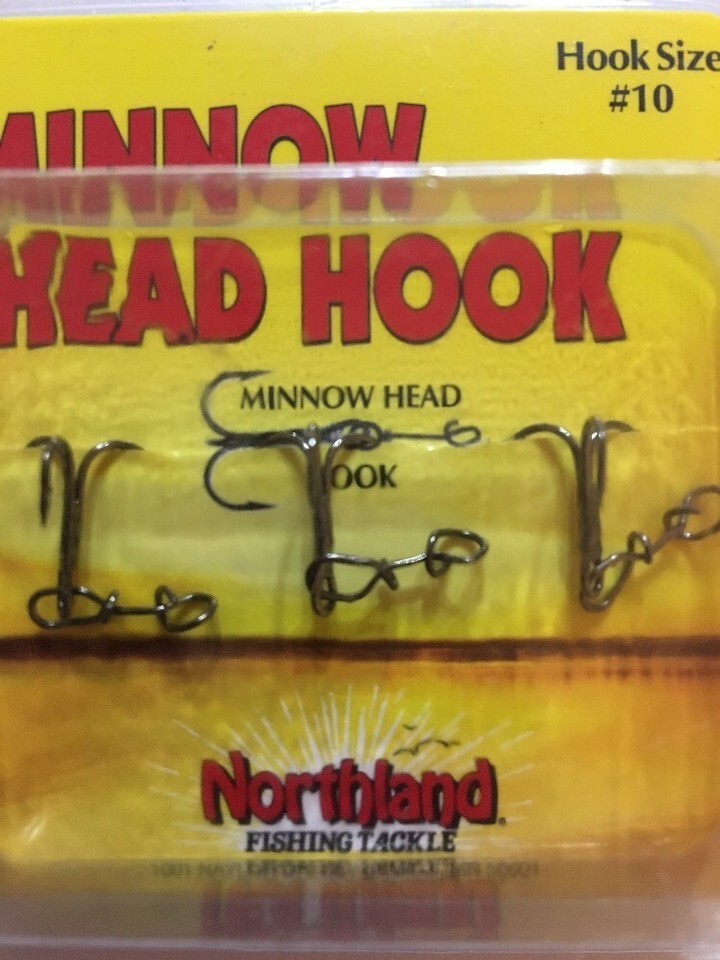 Hook Size
#10
MINNOW
HEAD HOOK
MINNOW HEAD
OOK
Northland
FISHING TACKLE